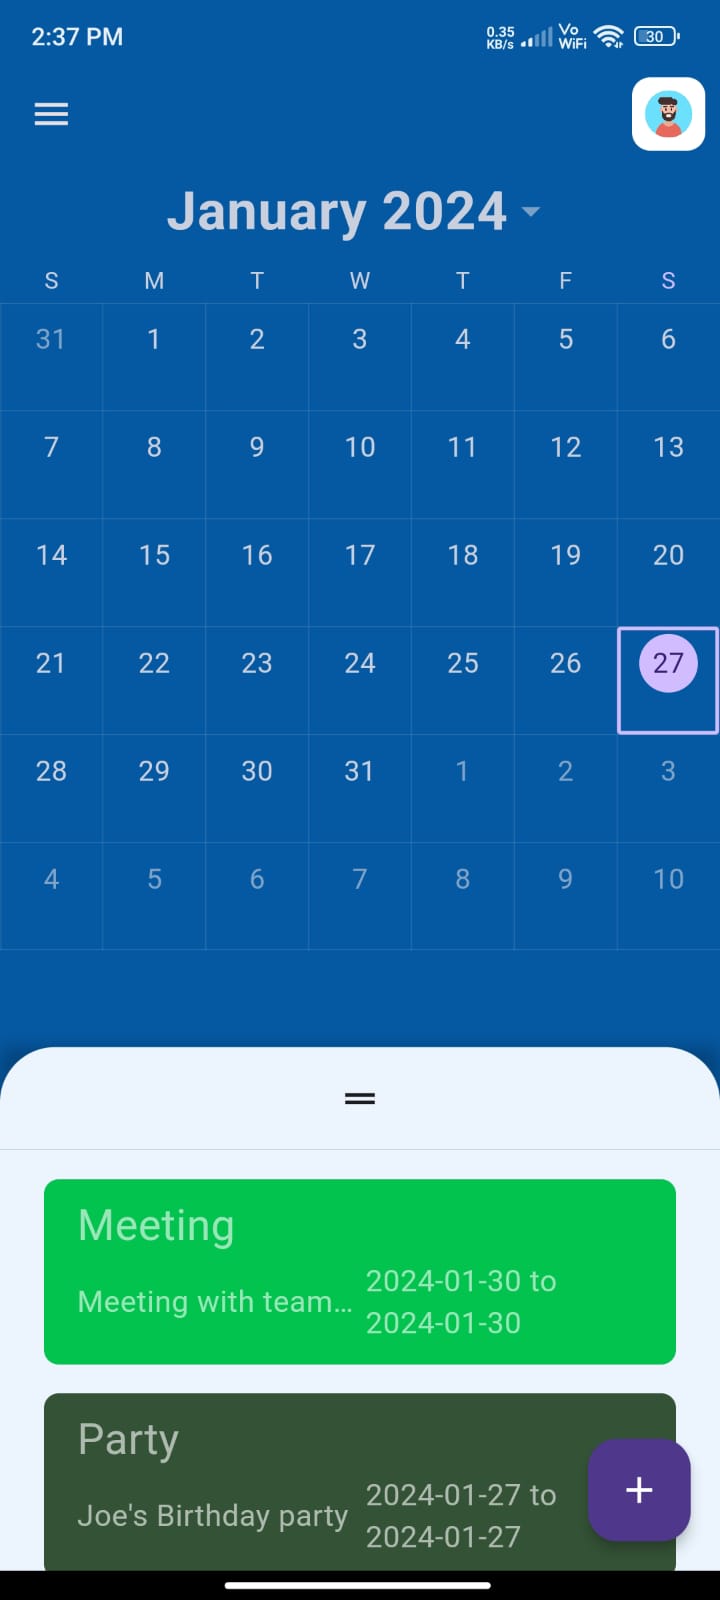 2:37 PM
0.35
KB/s
Vo
WiFi
30
January 2024
S M T W T F S
31 1 2 3 4 5 6
7 8 9 10 11 12 13
14 15 16 17 18 19 20
21 22 23 24 25 26 27
28 29 30 31 1 2 3
4 5 6 7 8 9 10
Meeting
Meeting with team...
2024-01-30 to
2024-01-30
Party
Joe's Birthday party
2024-01-27 to
2024-01-27
+